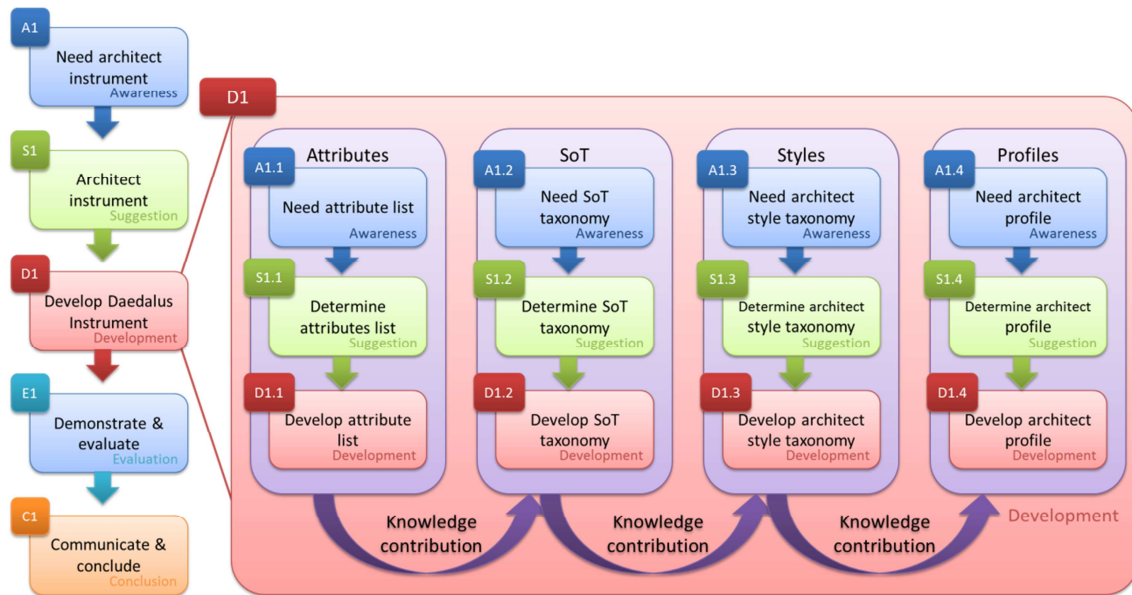 A1
Need architect
instrument
Awareness
S1
Architect
instrument
Suggestion
D1
Develop Daedalus
Instrument
Development
E1
Demonstrate &
evaluate
Evaluation
C1
Communicate &
conclude
Conclusion
D1
Attributes
A1.1
Need attribute list
Awareness
S1.1
Determine
attributes list
Suggestion
D1.1
Develop attribute
list
Development
SoT
A1.2
Need SoT
taxonomy
Awareness
S1.2
Determine SoT
taxonomy
Suggestion
D1.2
Develop SoT
taxonomy
Development
Styles
A1.3
Need architect
style taxonomy
Awareness
S1.3
Determine architect
style taxonomy
Suggestion
D1.3
Develop architect
style taxonomy
Development
Profiles
A1.4
Need architect
profile
Awareness
S1.4
Determine architect
profile
Suggestion
D1.4
Develop architect
profile
Development
Knowledge
contribution
Knowledge
contribution
Knowledge
contribution
Development